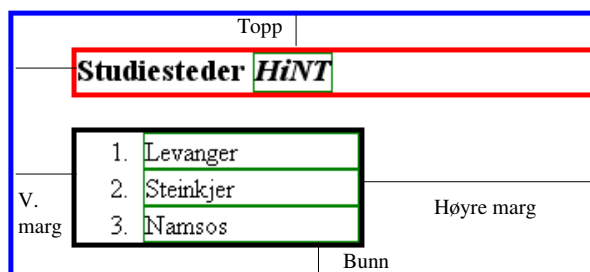 Topp
Studiesteder HiNT
1. Levanger
2. Steinkjer
3. Namsos
V.
marg
Høyre marg
Bunn